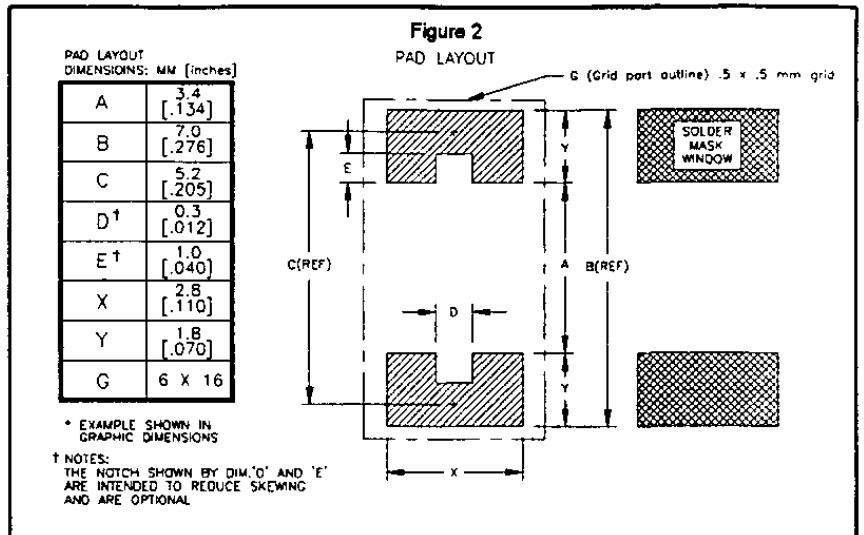 Figure 2
PAD LAYOUT
PAD LAYOUT
DIMENSIOINS: MM [inches]
A 3.4 [.134]
B 7.0 [.276]
C 5.2 [.205]
D† 0.3 [.012]
E† 1.0 [.040]
X 2.8 [.110]
Y 1.8 [.070]
G 6 X 16
* EXAMPLE SHOWN IN
GRAPHIC DIMENSIONS
† NOTES:
THE NOTCH SHOWN BY DIM.'D' AND 'E'
ARE INTENDED TO REDUCE SKEWING
AND ARE OPTIONAL
G (Grid part outline) .5 x .5 mm grid
E
Y
C(REF)
A
B(REF)
D
Y
X
SOLDER
MASK
WINDOW